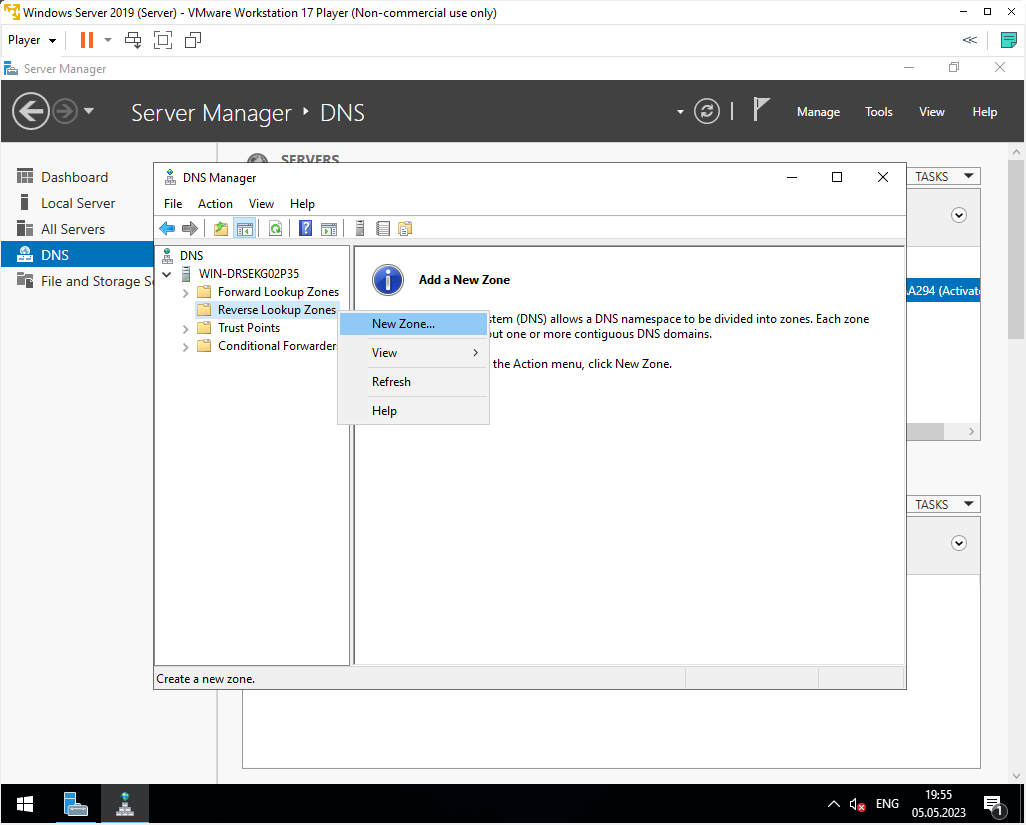 Windows Server 2019 (Server) - VMware Workstation 17 Player (Non-commercial use only)
Player
Server Manager
Server Manager DNS
Manage Tools View Help
Dashboard
Local Server
All Servers
DNS
File and Storage
SERVERS
TASKS
DNS Manager
File Action View Help
DNS
WIN-DRSEKG02P35
Forward Lookup Zones
Reverse Lookup Zones
Trust Points
Conditional Forwarders
New Zone...
View
Refresh
Help
Add a New Zone
stem (DNS) allows a DNS namespace to be divided into zones. Each zone
out one or more contiguous DNS domains.
the Action menu, click New Zone.
A294 (Activate
TASKS
Create a new zone.
ENG
19:55
05.05.2023
1